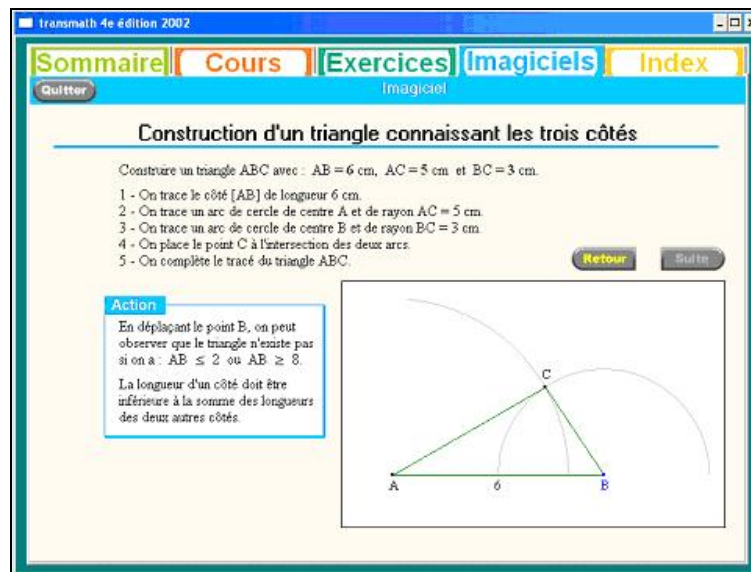 transmath 4e édition 2002
Sommaire Cours Exercices Imagiciels Index
Quitter Imagiciel
Construction d'un triangle connaissant les trois côtés
Construire un triangle ABC avec : AB = 6 cm, AC = 5 cm et BC = 3 cm.
1 - On trace le côté [AB] de longueur 6 cm.
2 - On trace un arc de cercle de centre A et de rayon AC = 5 cm.
3 - On trace un arc de cercle de centre B et de rayon BC = 3 cm.
4 - On place le point C à l'intersection des deux arcs.
5 - On complète le tracé du triangle ABC.
Retour Suite
Action
En déplaçant le point B, on peut
observer que le triangle n'existe pas
si on a : AB ≤ 2 ou AB ≥ 8.
La longueur d'un côté doit être
inférieure à la somme des longueurs
des deux autres côtés.
C
A 6 B